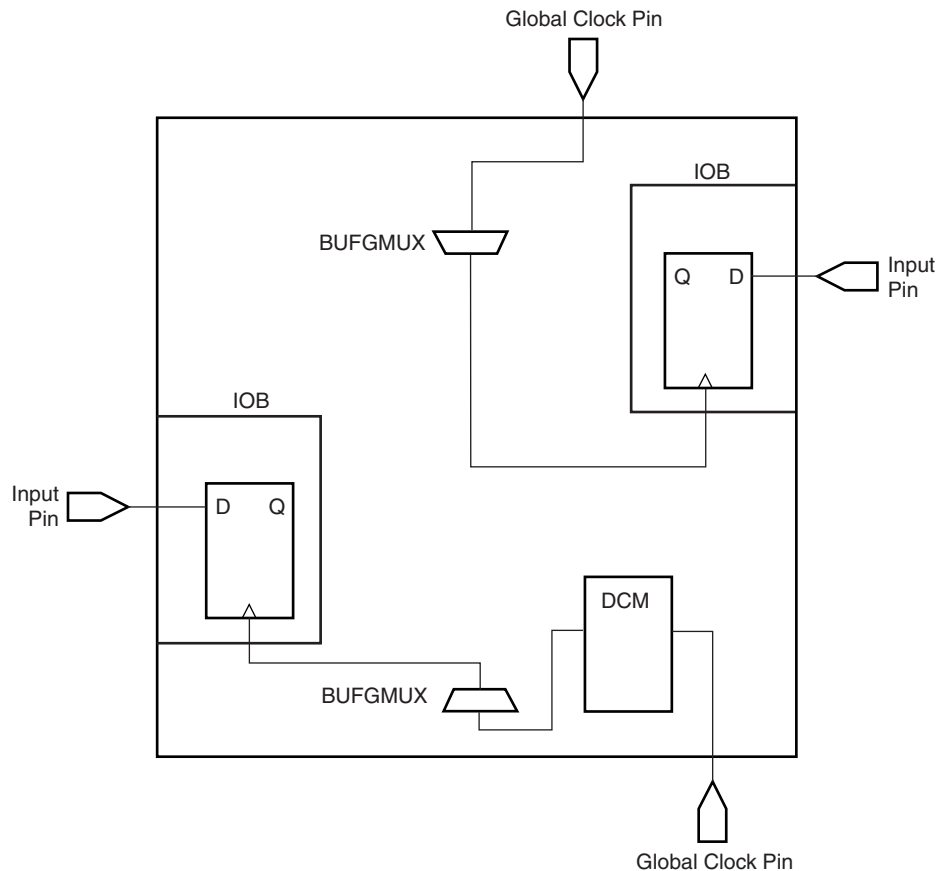 Global Clock Pin
IOB
BUFGMUX
Q D
Input
Pin
IOB
Input
Pin
D Q
DCM
BUFGMUX
Global Clock Pin